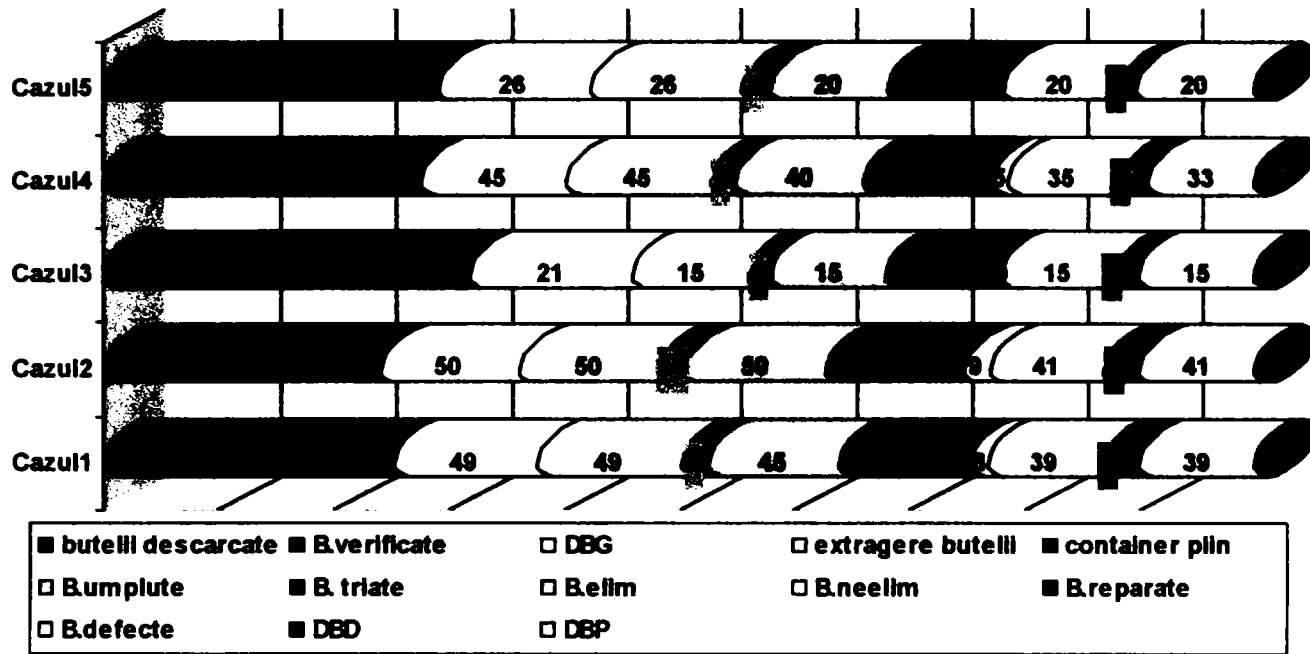 Cazul5 26 26 20 20 20
Cazul4 45 45 40 35 33
Cazul3 21 15 15 15 15
Cazul2 50 50 50 9 41 41
Cazul1 49 49 45 39 39
butelii descarcate B.verificate DBG extragere butelii container plin
B.umplute B. triate B.elim B.neelim B.reparate
B.defecte DBD DBP